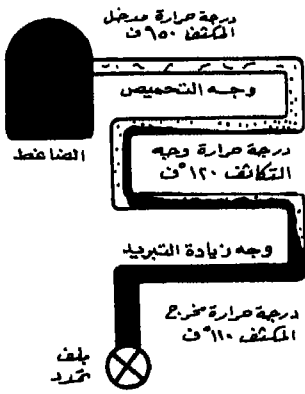 درجة حرارة مدخل
المكثف ٩٥٠ ف
وجه التحميص
الضاغط
درجة حرارة وجه
التكاثف ١٢٠°ف
وجه زيادة التبريد
درجة حرارة مخرج
المكثف ١١٠°ف
بلف
تمدد